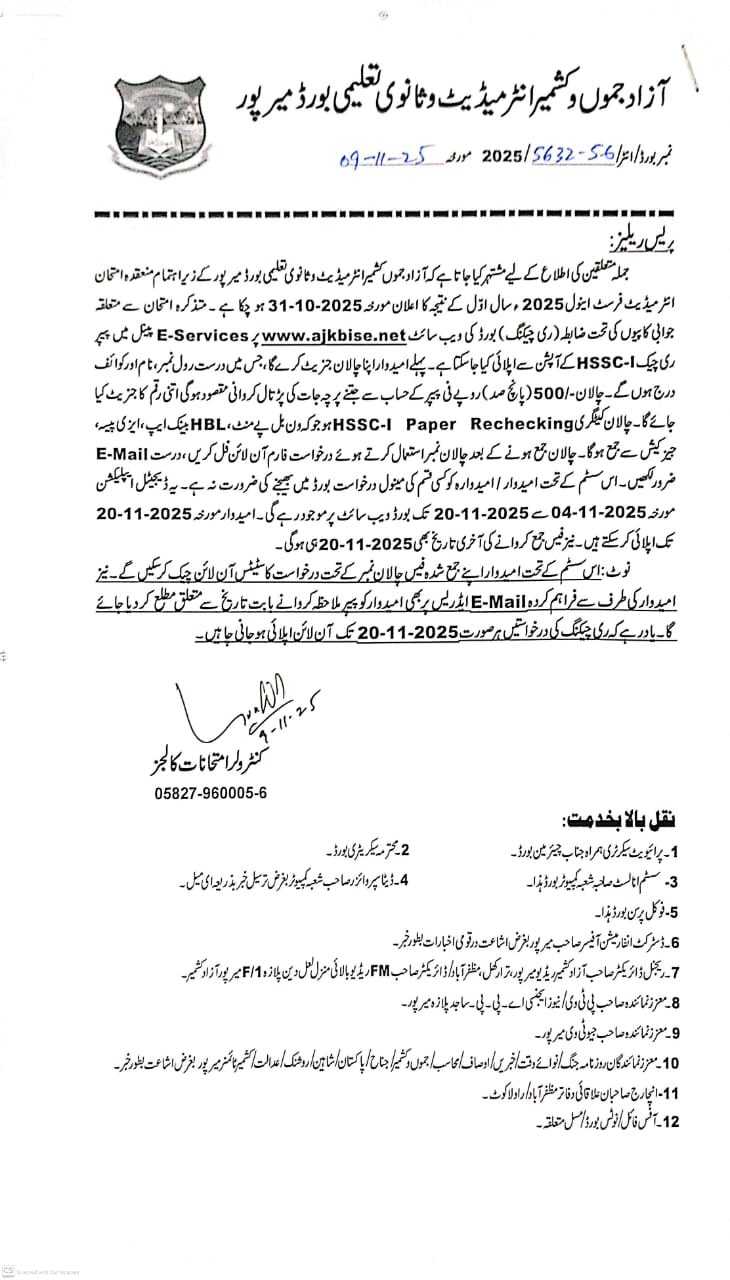 آزاد جموں و کشمیر انٹرمیڈیٹ و ثانوی تعلیمی بورڈ میرپور
نمبر بورڈ/انٹر/5632-56/2025 مورخہ 09-11-25
پریس ریلیز:
جملہ متعلقین کی اطلاع کے لیے مشتہر کیا جاتا ہے کہ آزاد جموں کشمیر انٹرمیڈیٹ و ثانوی تعلیمی بورڈ میرپور کے زیر اہتمام منعقدہ امتحان
انٹرمیڈیٹ فرسٹ اینول 2025ء سال اوّل کے نتیجہ کا اعلان مورخہ 31-10-2025 ہو چکا ہے۔ متذکرہ امتحان سے متعلقہ
جوابی کاپیوں کی تحت ضابطہ (ری چیکنگ) بورڈ کی ویب سائٹ www.ajkbise.net پر E-Services پینل میں پیپر
ری چیک HSSC-I کے آپشن سے اپلائی کیا جا سکتا ہے۔ پہلے امیدوار اپنا چالان جنریٹ کرے گا، جس میں درست رول نمبر، نام اور کوائف
درج ہوں گے۔ چالان -/500 (پانچ صد) روپے فی پیپر کے حساب سے جتنے پرچہ جات کی پڑتال کروانی مقصود ہوگی اتنی رقم کا جنریٹ کیا
جائے گا۔ چالان کیٹگری HSSC-I Paper Rechecking ہو جو کہ ون بل پے منٹ، HBL بینک ایپ، ایزی پیسہ،
جیز کیش سے جمع ہوگا۔ چالان جمع ہونے کے بعد چالان نمبر استعمال کرتے ہوئے درخواست فارم آن لائن فل کریں، درست E-Mail
ضرور لکھیں۔ اس سسٹم کے تحت امیدوار / امیدوارہ کو کسی قسم کی مینول درخواست بورڈ میں بھیجنے کی ضرورت نہ ہے۔ یہ ڈیجیٹل ایپلیکشن
مورخہ 04-11-2025 سے 20-11-2025 تک بورڈ ویب سائٹ پر موجود رہے گی۔ امیدوار مورخہ 20-11-2025
تک اپلائی کر سکتے ہیں۔ نیز فیس جمع کروانے کی آخری تاریخ بھی 20-11-2025 ہی ہوگی۔
نوٹ: اس سسٹم کے تحت امیدوار اپنے جمع شدہ فیس چالان نمبر کے تحت درخواست کا سٹیٹس آن لائن چیک کر سکیں گے۔ نیز
امیدوار کی طرف سے فراہم کردہ E-Mail ایڈریس پر بھی امیدوار کو پیپر ملاحظہ کروانے بابت تاریخ سے متعلق مطلع کر دیا جائے
گا۔ یاد رہے کہ ری چیکنگ کی درخواستیں ہر صورت 20-11-2025 تک آن لائن اپلائی ہو جانی چاہیں۔
9-11-25
کنٹرولر امتحانات کالجز
05827-960005-6
نقل بالا بخدمت:
1۔ پرائیویٹ سیکرٹری ہمراہ جناب چیئرمین بورڈ۔ 2۔ محترمہ سیکریٹری بورڈ۔
3۔ سسٹم انالسٹ صاحبہ شعبہ کمپیوٹر بورڈ ہذا۔ 4۔ ڈیٹا سپروائزر صاحب شعبہ کمپیوٹر بغرض ترسیل خبر بذریعہ ای میل۔
5۔ فوکل پرسن بورڈ ہذا۔
6۔ ڈسٹرکٹ انفارمیشن آفیسر صاحب میرپور بغرض اشاعت در قومی اخبارات بطور خبر۔
7۔ ریجنل ڈائریکٹر صاحب آزاد کشمیر ریڈیو میرپور، تراڑکھل، مظفرآباد/ڈائریکٹر صاحب FM ریڈیو بالائی منزل لعل دین پلازہ F/1 میرپور آزاد کشمیر۔
8۔ معزز نمائندہ صاحب پی ٹی وی/نیوز ایجنسی اے۔پی۔پی۔ ساجد پلازہ میرپور۔
9۔ معزز نمائندہ صاحب جیو ٹی وی میرپور۔
10۔ معزز نمائندگان روزنامہ جنگ/نوائے وقت/خبریں/اوصاف/محاسب/جموں و کشمیر/جناح/پاکستان/شاہین/روشنک/عدالت/کشمیر ٹائمز میرپور بغرض اشاعت بطور خبر۔
11۔ انچارج صاحبان علاقائی دفاتر مظفرآباد/راولاکوٹ۔
12۔ آفس فائل/نوٹس بورڈ/مسل متعلقہ۔
CS Scanned with CamScanner